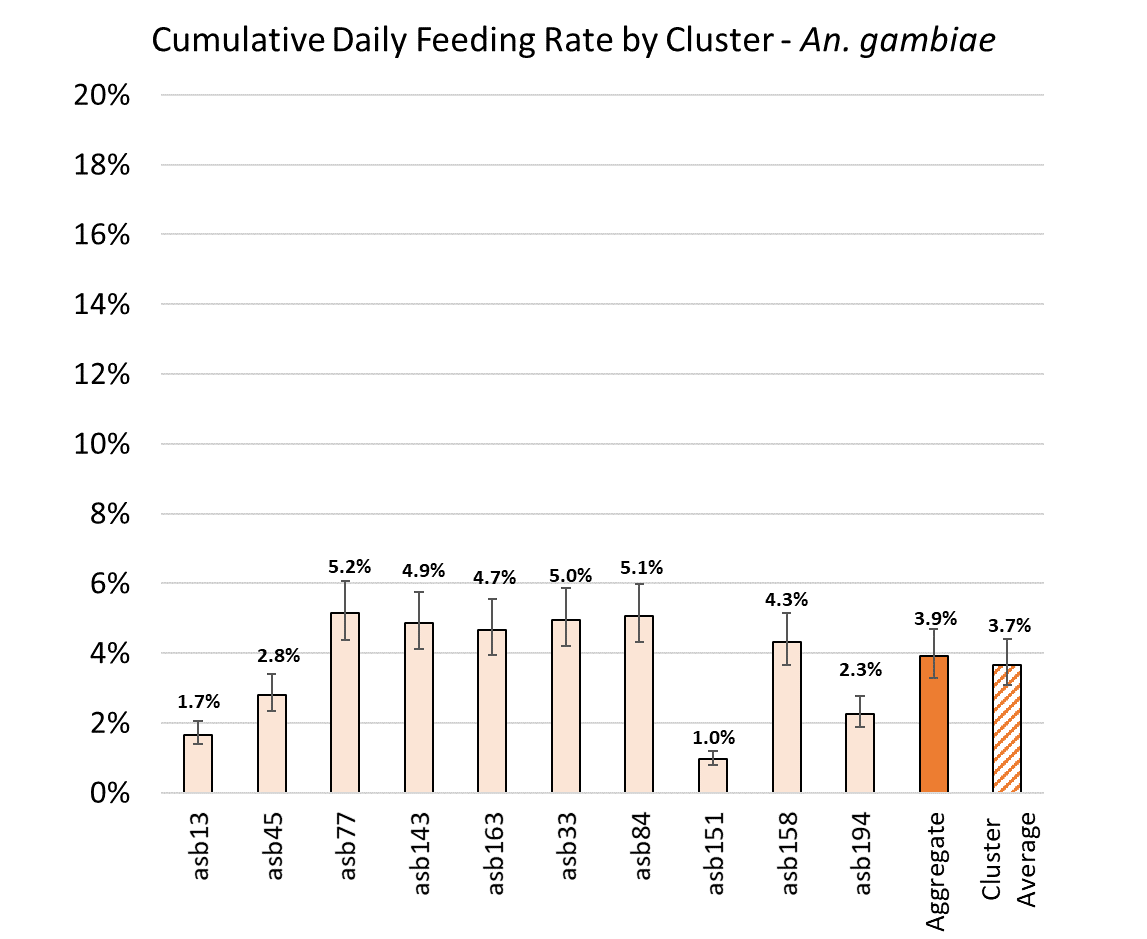 Cumulative Daily Feeding Rate by Cluster - An. gambiae
20%
18%
16%
14%
12%
10%
8%
6%
4%
2%
0%
1.7%
2.8%
5.2%
4.9%
4.7%
5.0%
5.1%
1.0%
4.3%
2.3%
3.9%
3.7%
asb13
asb45
asb77
asb143
asb163
asb33
asb84
asb151
asb158
asb194
Aggregate
Cluster
Average